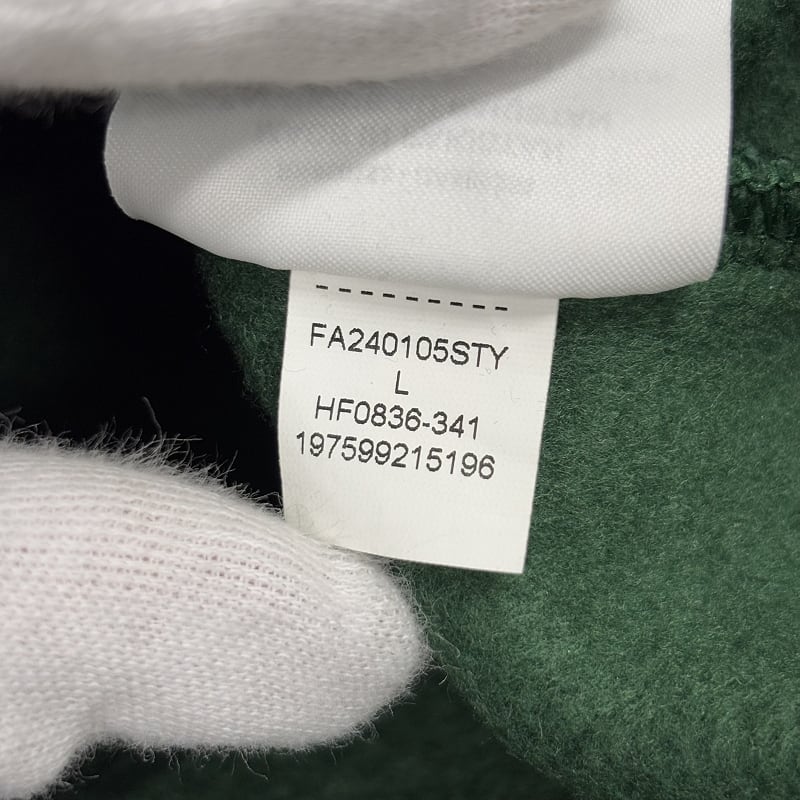 ---------
FA240105STY
L
HF0836-341
197599215196